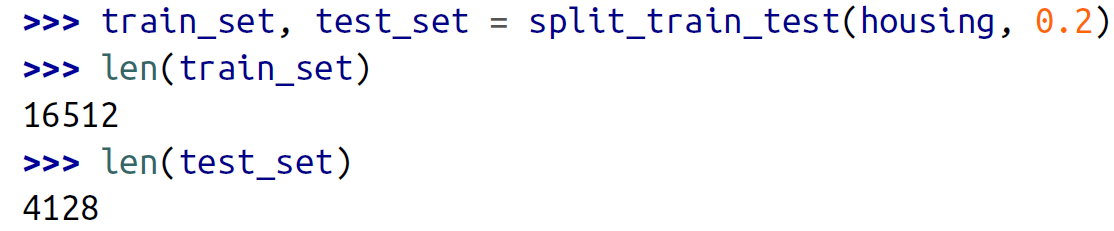 >>> train_set, test_set = split_train_test(housing, 0.2)
>>> len(train_set)
16512
>>> len(test_set)
4128